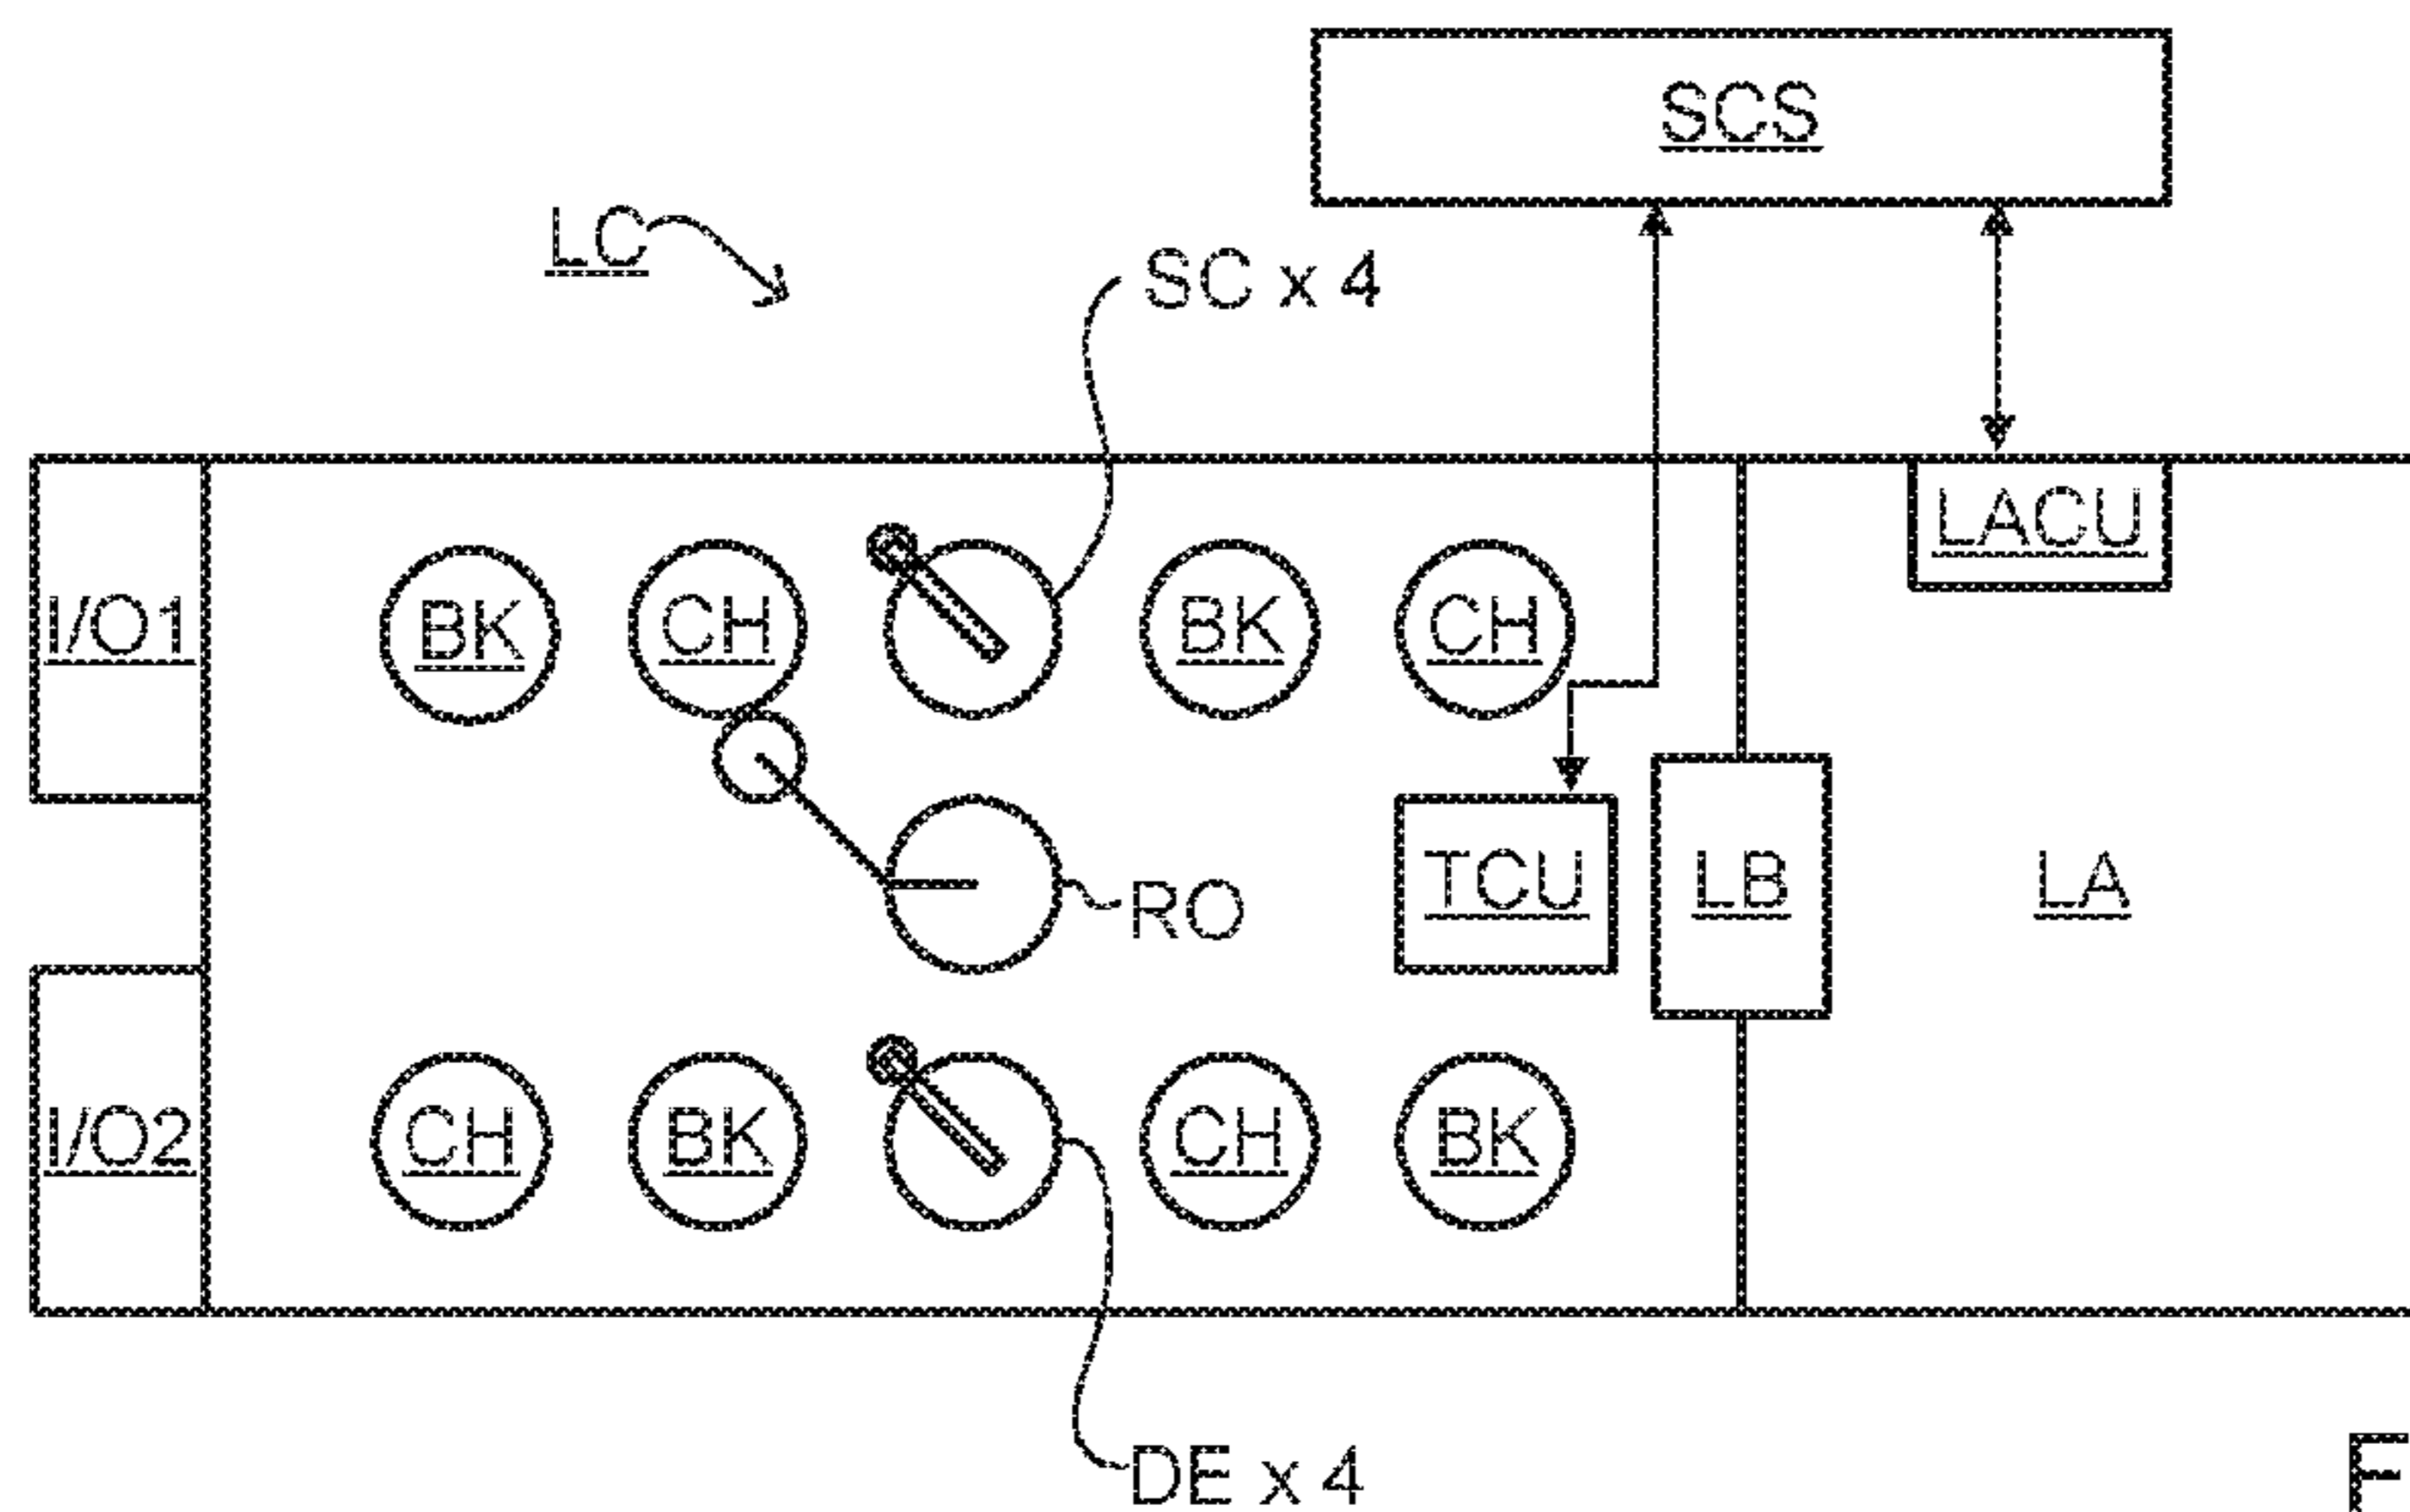 SCS
LC
SC x 4
LACU
I/O1
BK
CH
BK
CH
TCU
LB
LA
RO
I/O2
CH
BK
CH
BK
DE x 4
F